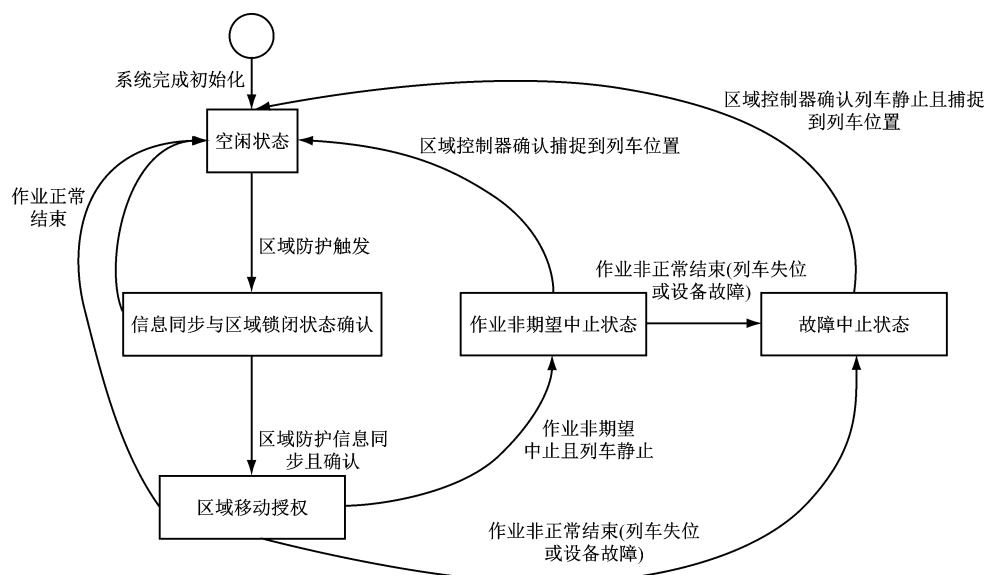 系统完成初始化
空闲状态
区域控制器确认列车静止且捕捉
到列车位置
区域控制器确认捕捉到列车位置
作业正常
结束
区域防护触发
作业非正常结束(列车失位
或设备故障)
信息同步与区域锁闭状态确认
作业非期望中止状态
故障中止状态
区域防护信息同
步且确认
作业非期望
中止且列车静止
区域移动授权
作业非正常结束(列车失位
或设备故障)